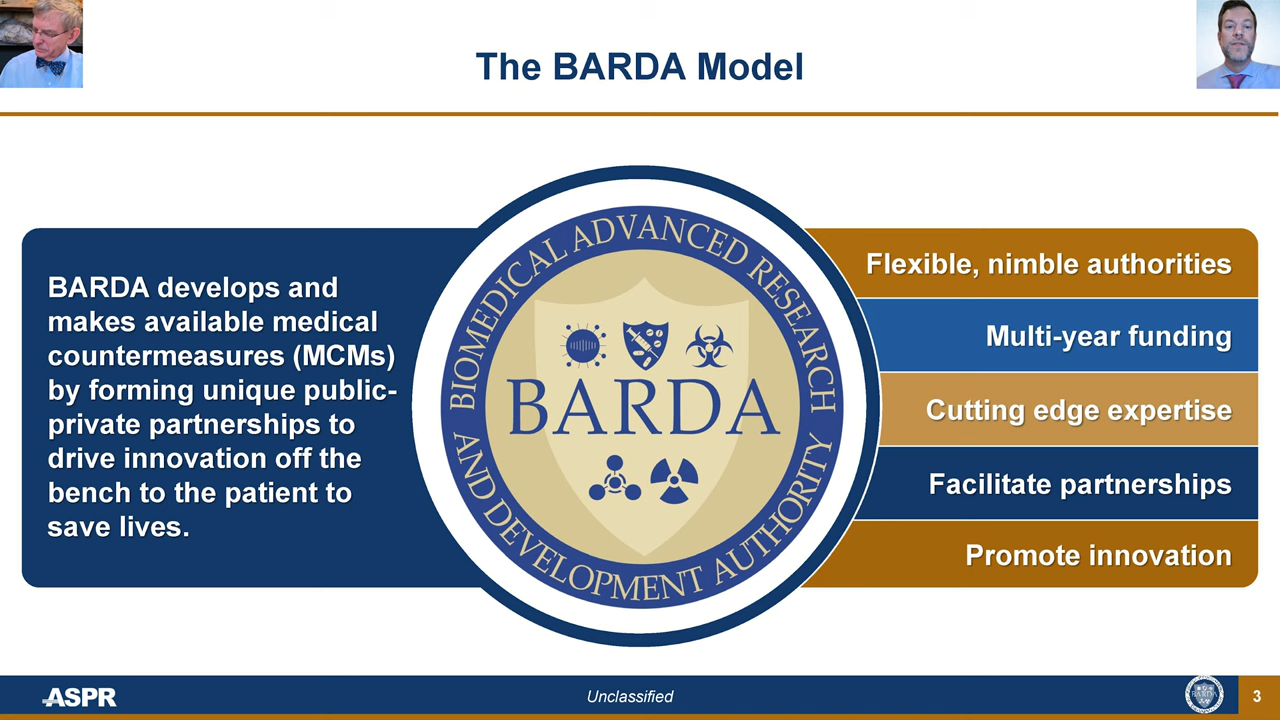 The BARDA Model
BARDA develops and
makes available medical
countermeasures (MCMs)
by forming unique public-
private partnerships to
drive innovation off the
bench to the patient to
save lives.
BIOMEDICAL ADVANCED RESEARCH
BARDA
AND DEVELOPMENT AUTHORITY
Flexible, nimble authorities
Multi-year funding
Cutting edge expertise
Facilitate partnerships
Promote innovation
ASPR
Unclassified
BARDA
3